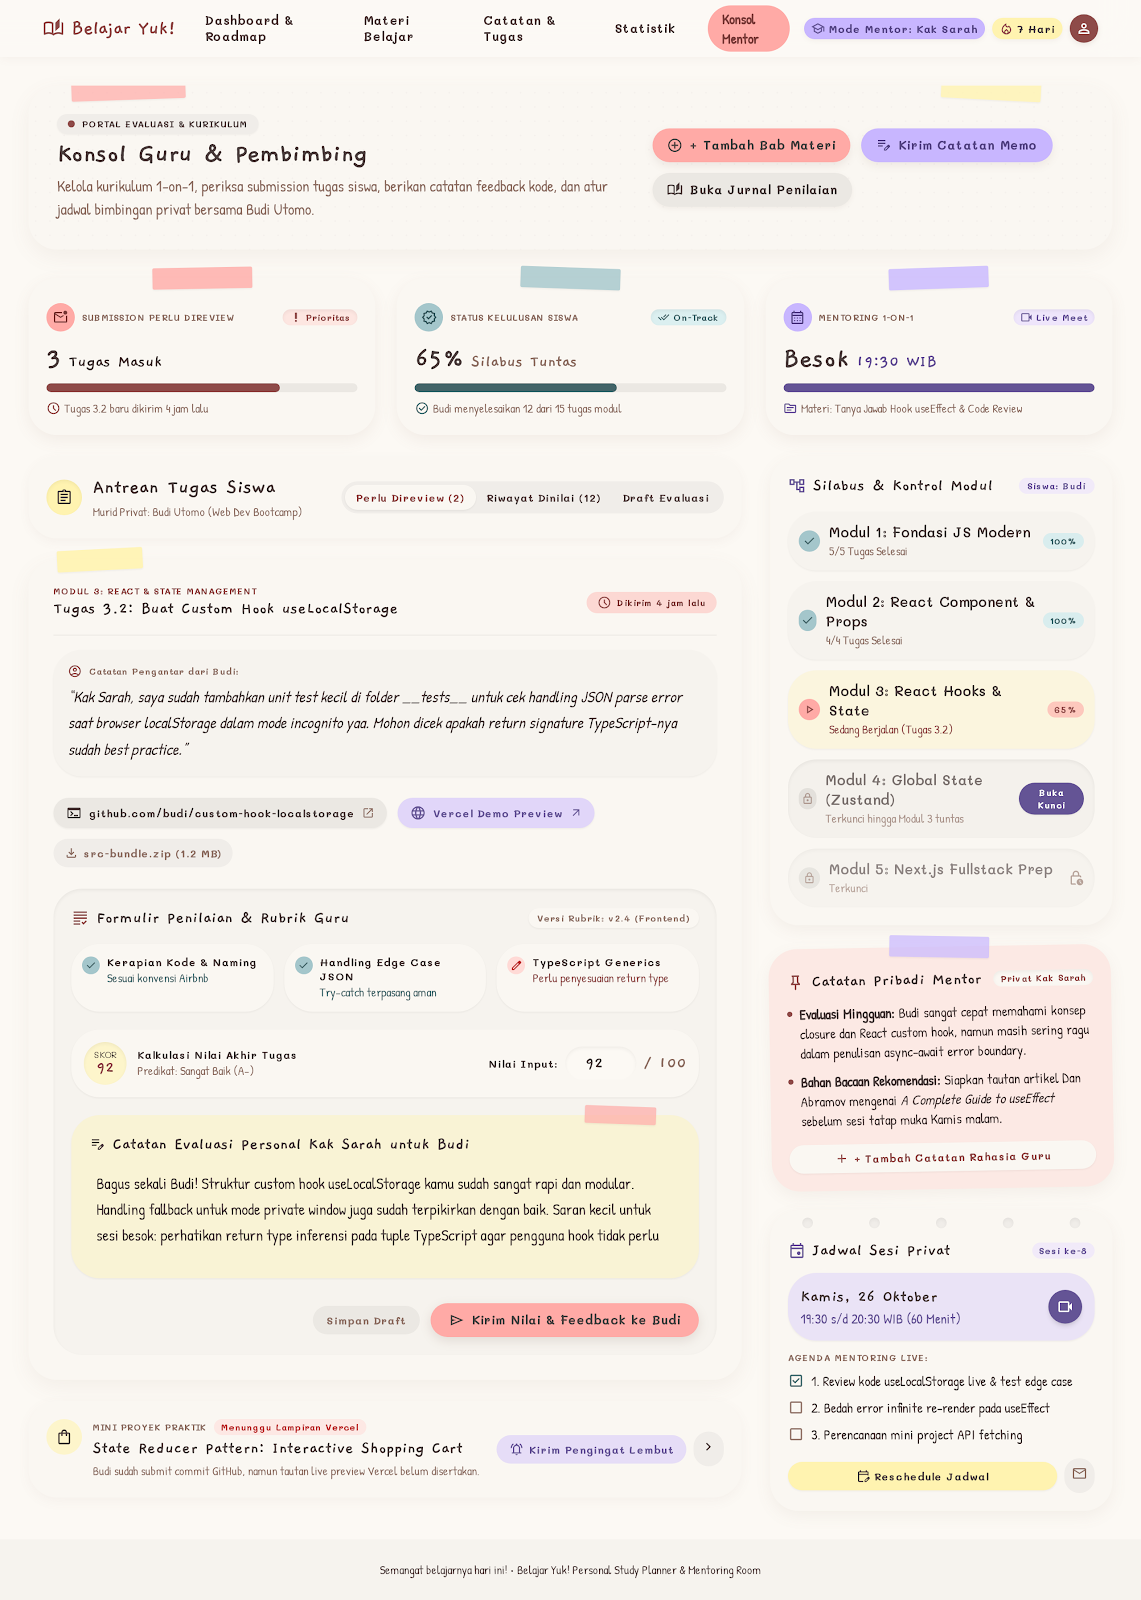 Belajar Yuk!
Dashboard & Roadmap
Materi Belajar
Catatan & Tugas
Statistik
Konsol Mentor
Mode Mentor: Kak Sarah
7 Hari
PORTAL EVALUASI & KURIKULUM
Konsol Guru & Pembimbing
Kelola kurikulum 1-on-1, periksa submission tugas siswa, berikan catatan feedback kode, dan atur
jadwal bimbingan privat bersama Budi Utomo.
+ Tambah Bab Materi
Kirim Catatan Memo
Buka Jurnal Penilaian
SUBMISSION PERLU DIREVIEW
Prioritas
3 Tugas Masuk
Tugas 3.2 baru dikirim 4 jam lalu
STATUS KELULUSAN SISWA
On-Track
65% Silabus Tuntas
Budi menyelesaikan 12 dari 15 tugas modul
MENTORING 1-ON-1
Live Meet
Besok 19:30 WIB
Materi: Tanya Jawab Hook useEffect & Code Review
Antrean Tugas Siswa
Murid Privat: Budi Utomo (Web Dev Bootcamp)
Perlu Direview (2)
Riwayat Dinilai (12)
Draft Evaluasi
MODUL 3: REACT & STATE MANAGEMENT
Tugas 3.2: Buat Custom Hook useLocalStorage
Dikirim 4 jam lalu
Catatan Pengantar dari Budi:
"Kak Sarah, saya sudah tambahkan unit test kecil di folder __tests__ untuk cek handling JSON parse error
saat browser localStorage dalam mode incognito yaa. Mohon dicek apakah return signature TypeScript-nya
sudah best practice."
github.com/budi/custom-hook-localstorage
Vercel Demo Preview
src-bundle.zip (1.2 MB)
Formulir Penilaian & Rubrik Guru
Versi Rubrik: v2.4 (Frontend)
Kerapian Kode & Naming
Sesuai konvensi Airbnb
Handling Edge Case
JSON
Try-catch terpasang aman
TypeScript Generics
Perlu penyesuaian return type
SKOR
92
Kalkulasi Nilai Akhir Tugas
Predikat: Sangat Baik (A-)
Nilai Input:
92
/ 100
Catatan Evaluasi Personal Kak Sarah untuk Budi
Bagus sekali Budi! Struktur custom hook useLocalStorage kamu sudah sangat rapi dan modular.
Handling fallback untuk mode private window juga sudah terpikirkan dengan baik. Saran kecil untuk
sesi besok: perhatikan return type inferensi pada tuple TypeScript agar pengguna hook tidak perlu
Simpan Draft
Kirim Nilai & Feedback ke Budi
MINI PROYEK PRAKTIK
Menunggu Lampiran Vercel
State Reducer Pattern: Interactive Shopping Cart
Budi sudah submit commit GitHub, namun tautan live preview Vercel belum disertakan.
Kirim Pengingat Lembut
Silabus & Kontrol Modul
Siswa: Budi
Modul 1: Fondasi JS Modern
5/5 Tugas Selesai
100%
Modul 2: React Component &
Props
4/4 Tugas Selesai
100%
Modul 3: React Hooks &
State
Sedang Berjalan (Tugas 3.2)
65%
Modul 4: Global State
(Zustand)
Terkunci hingga Modul 3 tuntas
Buka
Kunci
Modul 5: Next.js Fullstack Prep
Terkunci
Catatan Pribadi Mentor
Privat Kak Sarah
Evaluasi Mingguan: Budi sangat cepat memahami konsep
closure dan React custom hook, namun masih sering ragu
dalam penulisan async-await error boundary.
Bahan Bacaan Rekomendasi: Siapkan tautan artikel Dan
Abramov mengenai A Complete Guide to useEffect
sebelum sesi tatap muka Kamis malam.
+ Tambah Catatan Rahasia Guru
Jadwal Sesi Privat
Sesi ke-8
Kamis, 26 Oktober
19:30 s/d 20:30 WIB (60 Menit)
AGENDA MENTORING LIVE:
1. Review kode useLocalStorage live & test edge case
2. Bedah error infinite re-render pada useEffect
3. Perencanaan mini project API fetching
Reschedule Jadwal
Semangat belajarnya hari ini! • Belajar Yuk! Personal Study Planner & Mentoring Room